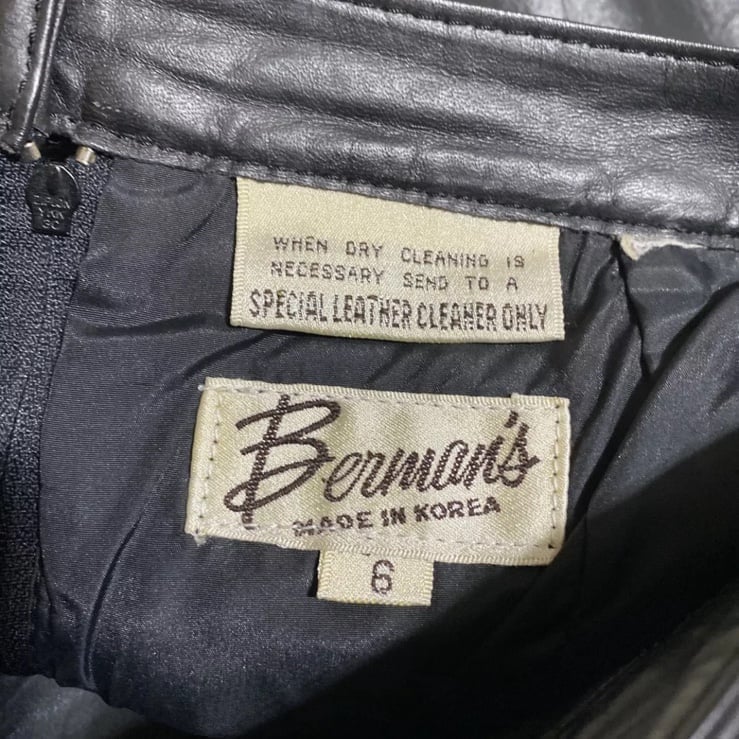 WHEN DRY CLEANING IS
NECESSARY SEND TO A
SPECIAL LEATHER CLEANER ONLY
Berman's
MADE IN KOREA
6